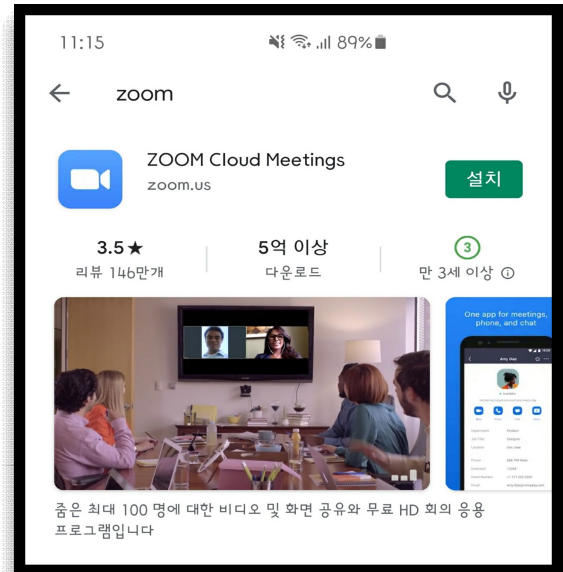 11:15 89%
zoom
ZOOM Cloud Meetings
zoom.us
설치
3.5★ 5억 이상 3
리뷰 146만개 다운로드 만 3세 이상
One app for meetings,
phone, and chat
Amy Diaz
줌은 최대 100 명에 대한 비디오 및 화면 공유와 무료 HD 회의 응용
프로그램입니다